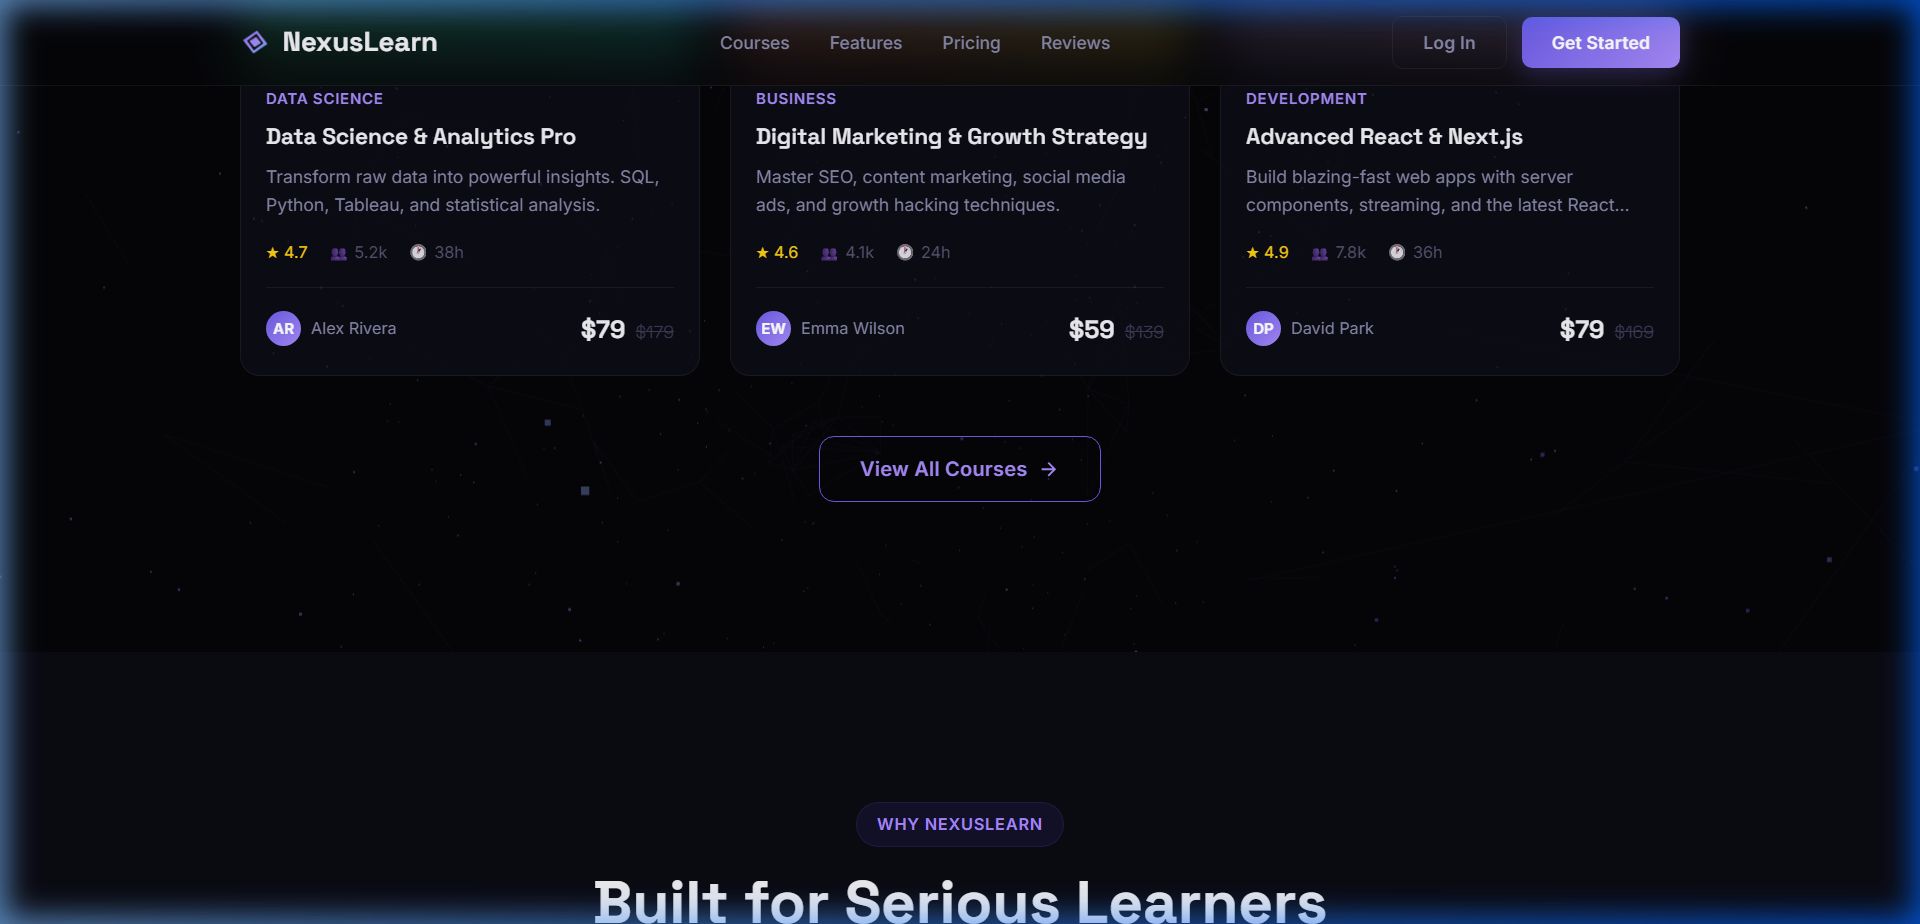 NexusLearn
Courses
Features
Pricing
Reviews
Log In
Get Started
DATA SCIENCE
Data Science & Analytics Pro
Transform raw data into powerful insights. SQL,
Python, Tableau, and statistical analysis.
★ 4.7
5.2k
38h
AR
Alex Rivera
$79
$179
BUSINESS
Digital Marketing & Growth Strategy
Master SEO, content marketing, social media
ads, and growth hacking techniques.
★ 4.6
4.1k
24h
EW
Emma Wilson
$59
$139
DEVELOPMENT
Advanced React & Next.js
Build blazing-fast web apps with server
components, streaming, and the latest React...
★ 4.9
7.8k
36h
DP
David Park
$79
$169
View All Courses →
WHY NEXUSLEARN
Built for Serious Learners